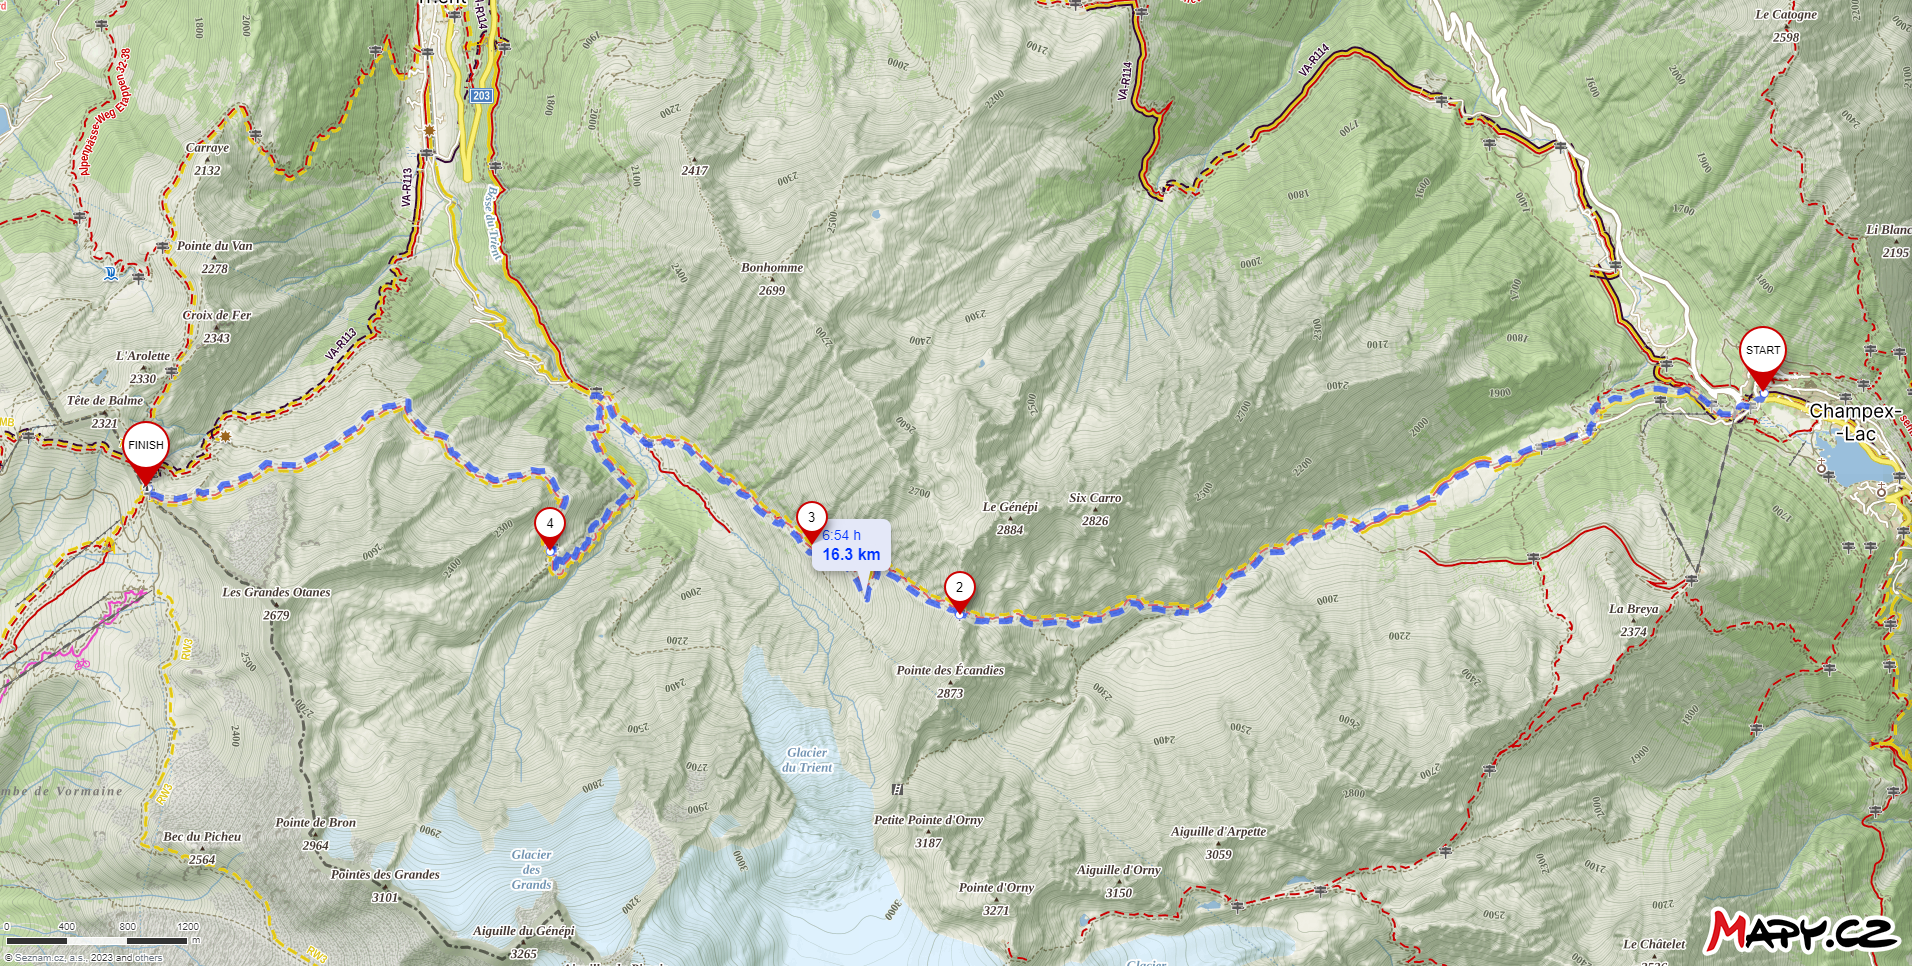 Trient
Le Catogne
2598
Alpenpasse-Weg Etappu 32-38
VA-R114
VA-R114
VA-R114
203
Carraye
2132
2417
VA-R113
Bisse du Trient
Li Blanc
2195
Pointe du Van
2278
Bonhomme
2699
Croix de Fer
2343
VA-R113
L'Arolette
2330
START
Tête de Balme
2321
Champex-
-Lac
MB
FINISH
Le Génépi
2884
Six Carro
2826
4
3
6:54 h
16.3 km
2
Les Grandes Otanes
2679
La Breya
2374
RW3
Pointe des Écandies
2873
Glacier
du Trient
mbe de Vormaine
RW3
Pointe de Bron
2964
Petite Pointe d'Orny
3187
Aiguille d'Arpette
3059
Bec du Picheu
2564
Glacier
des
Grands
Pointes des Grandes
3101
Aiguille d'Orny
3150
Pointe d'Orny
3271
Aiguille du Génépi
3265
RW3
Le Châtelet
Glacier
0 400 800 1200
m
© Seznam.cz, a.s., 2023 and others
MAPY.CZ